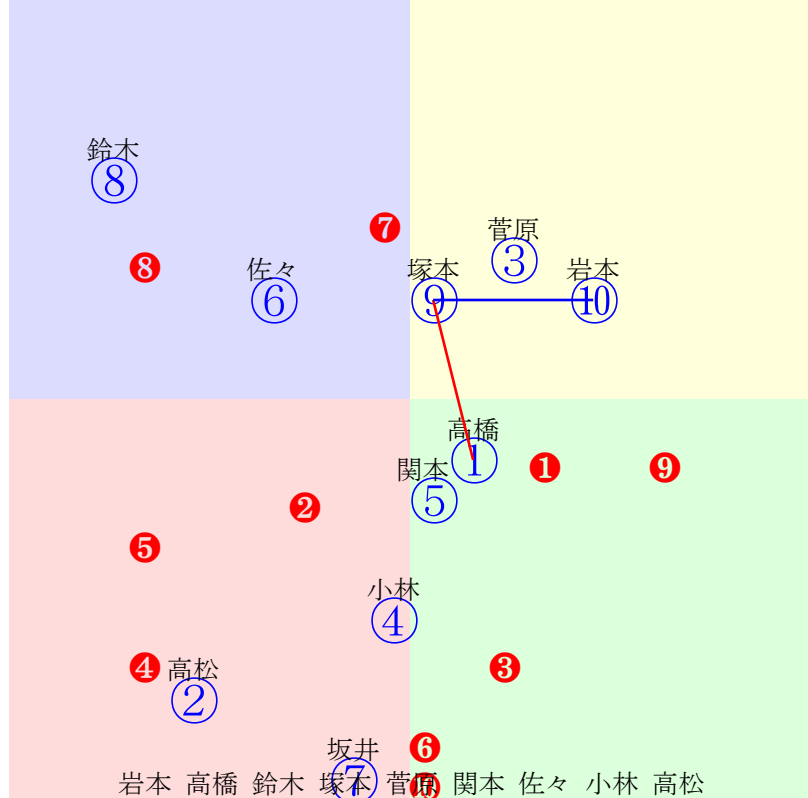 鈴木
⑧
❼
菅原
③
❽
佐々
⑥
塚本
⑨
岩本
⑩
高橋
①
❶
❾
関本
⑤
❷
❺
小林
④
❹
高松
②
❸
坂井
⑦
❻
岩本 高橋 鈴木 塚本 菅原 関本 佐々 小林 高松